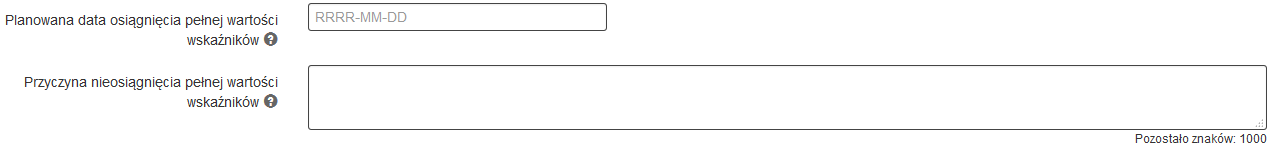 Planowana data osiągnięcia pełnej wartości
wskaźników
RRRR-MM-DD
Przyczyna nieosiągnięcia pełnej wartości
wskaźników
Pozostało znaków: 1000